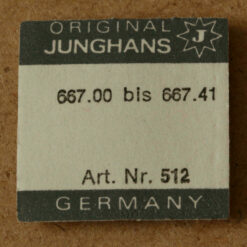 ORIGINAL
JUNGHANS
J
667.00 bis 667.41
Art. Nr. 512
GERMANY